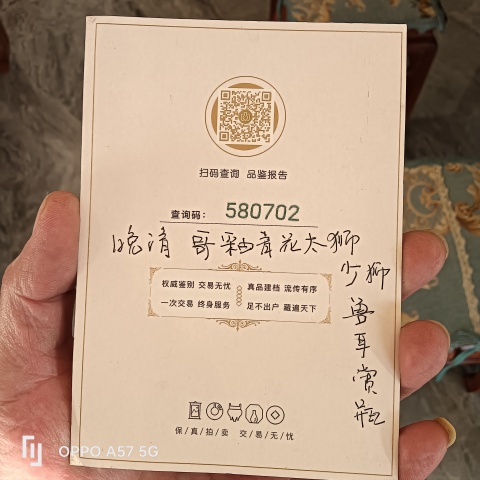 扫码查询 品鉴报告
查询码： 580702
晚清 哥釉青花太狮
少狮兽耳赏瓶
权威鉴别 交易无忧 真品建档 流传有序
一次交易 终身服务 足不出户 藏遍天下
保/真/拍/卖 交/易/无/忧
OPPO A57 5G